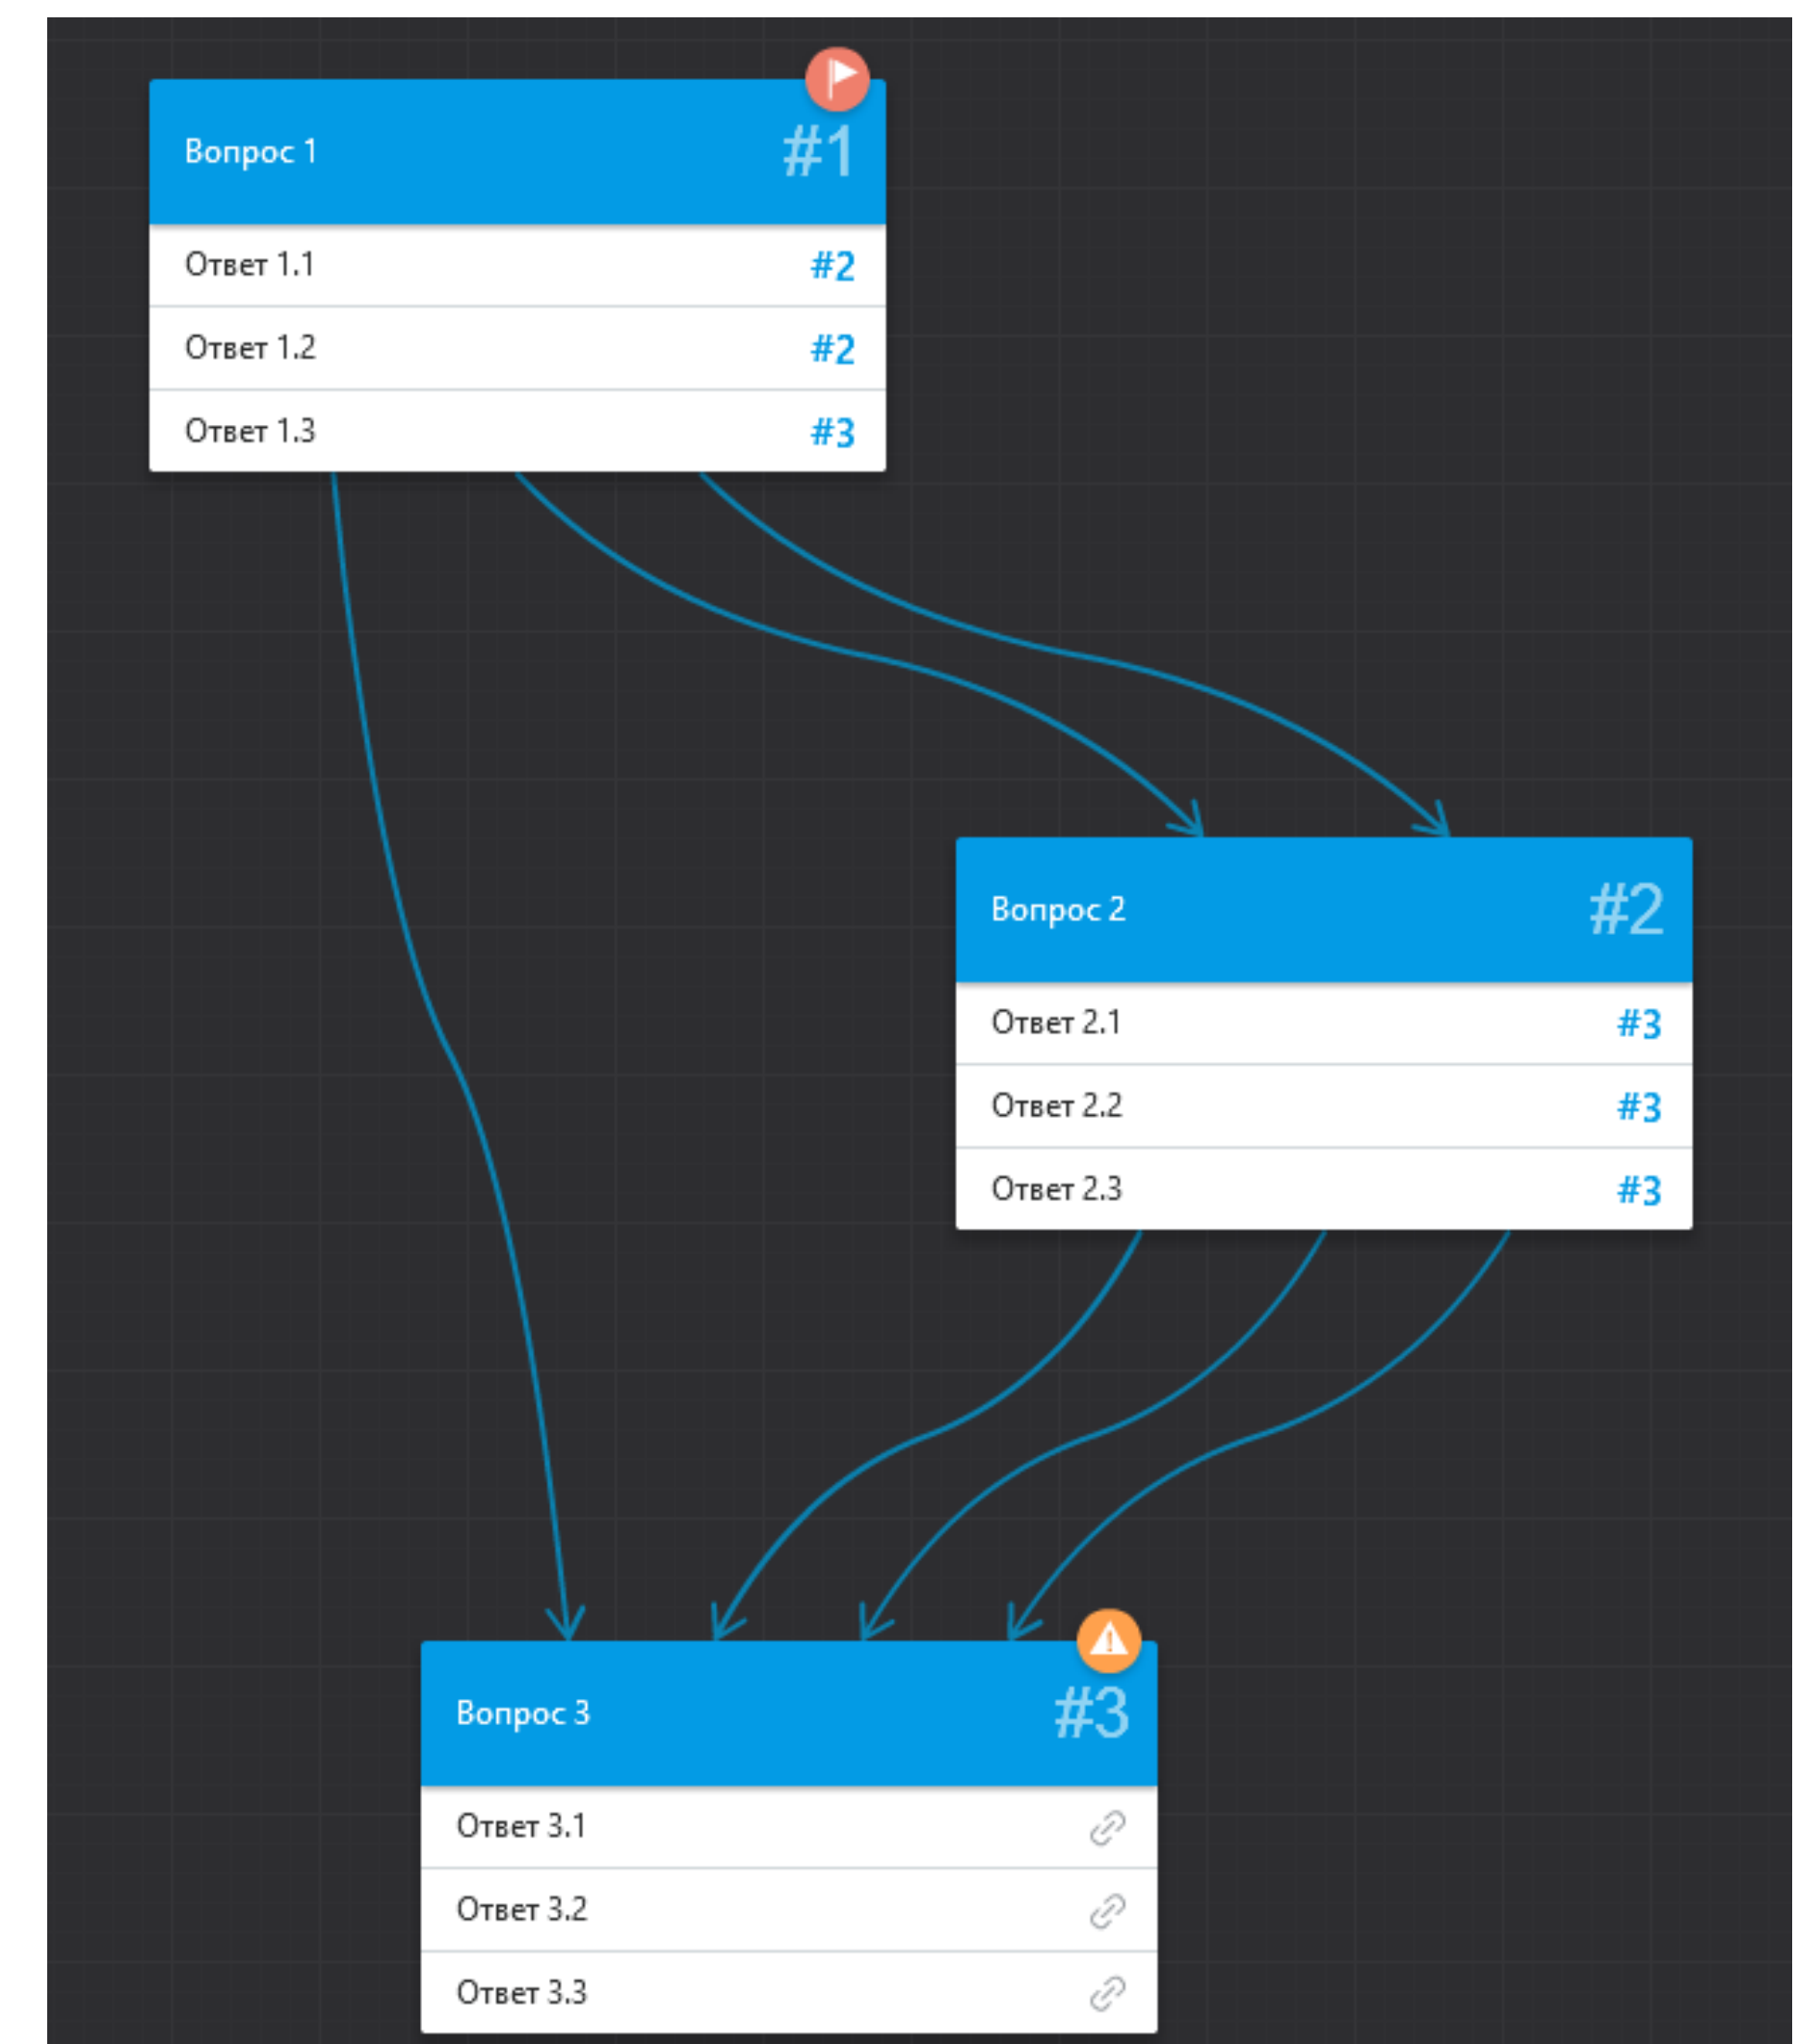 Вопрос 1 #1
Ответ 1.1 #2
Ответ 1.2 #2
Ответ 1.3 #3
Вопрос 2 #2
Ответ 2.1 #3
Ответ 2.2 #3
Ответ 2.3 #3
Вопрос 3 #3
Ответ 3.1
Ответ 3.2
Ответ 3.3